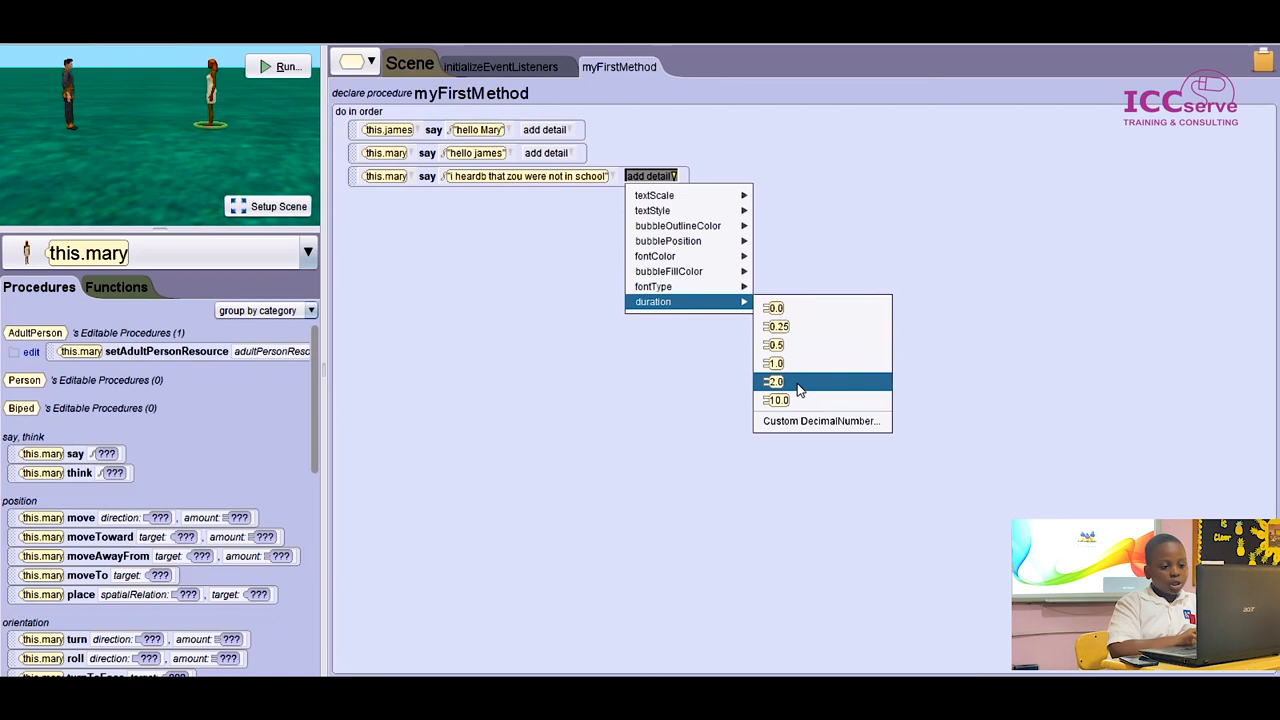 Run...
Setup Scene
this.mary
Procedures Functions
group by category
AdultPerson 's Editable Procedures (1)
edit this.mary setAdultPersonResource adultPersonReso
Person 's Editable Procedures (0)
Biped 's Editable Procedures (0)
say, think
this.mary say ???
this.mary think ???
position
this.mary move direction: ??? , amount: ???
this.mary moveToward target: ??? , amount: ???
this.mary moveAwayFrom target: ??? , amount: ???
this.mary moveTo target: ???
this.mary place spatialRelation: ??? , target: ???
orientation
this.mary turn direction: ??? , amount: ???
this.mary roll direction: ??? , amount: ???
Scene initializeEventListeners myFirstMethod
declare procedure myFirstMethod
do in order
this.james say "hello Mary" add detail
this.mary say "hello james" add detail
this.mary say "i heardb that zou were not in school" add detail
textScale
textStyle
bubbleOutlineColor
bubblePosition
fontColor
bubbleFillColor
fontType
duration
0.0
0.25
0.5
1.0
2.0
10.0
Custom DecimalNumber...
ICCserve
TRAINING & CONSULTING
is
Cleer
acer